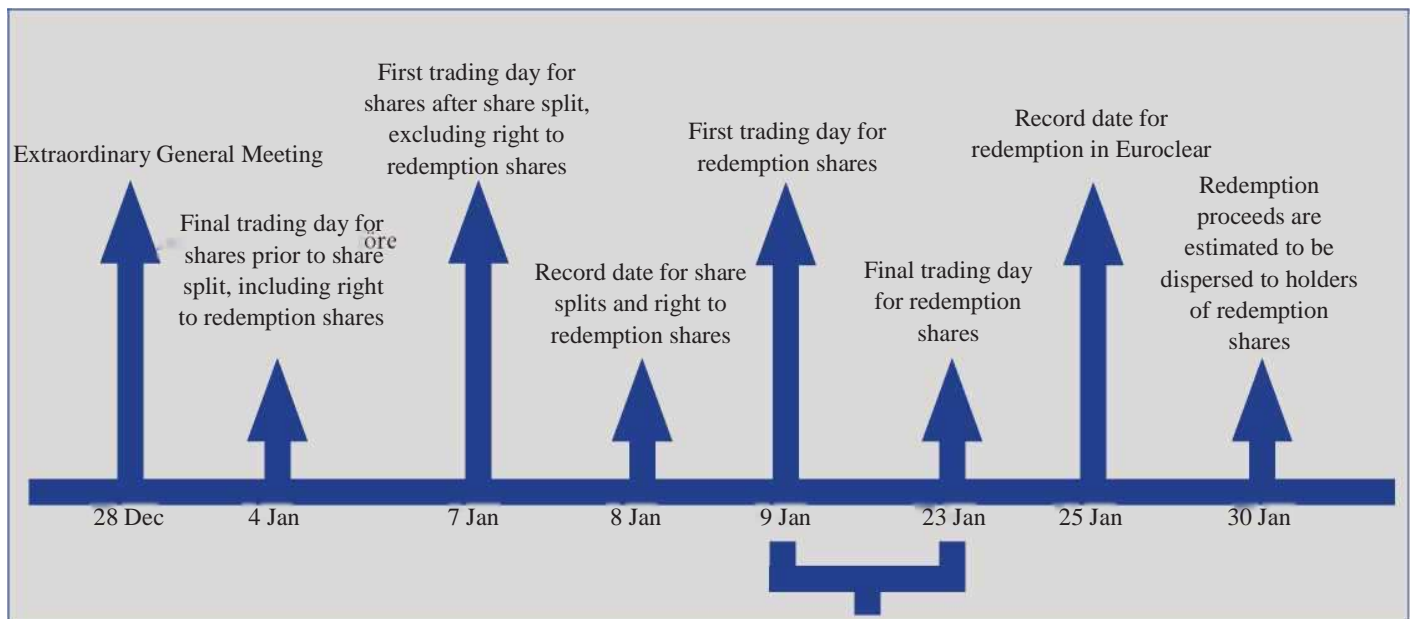 Extraordinary General Meeting
Final trading day for
shares prior to share
split, including right
to redemption shares
öre
First trading day for
shares after share split,
excluding right to
redemption shares
Record date for share
splits and right to
redemption shares
First trading day for
redemption shares
Final trading day
for redemption
shares
Record date for
redemption in Euroclear
Redemption
proceeds are
estimated to be
dispersed to holders
of redemption
shares
28 Dec
4 Jan
7 Jan
8 Jan
9 Jan
23 Jan
25 Jan
30 Jan